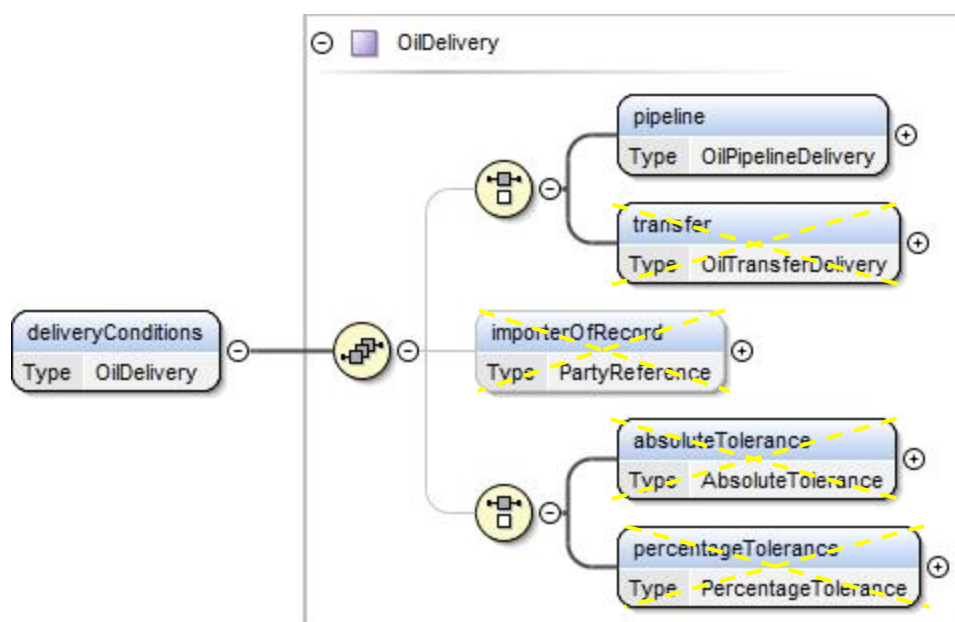 OilDelivery
pipeline
Type OilPipelineDelivery
transfer
Type OilTransferDelivery
deliveryConditions
Type OilDelivery
importerOfRecord
Type PartyReference
absoluteTolerance
Type AbsoluteTolerance
percentageTolerance
Type PercentageTolerance